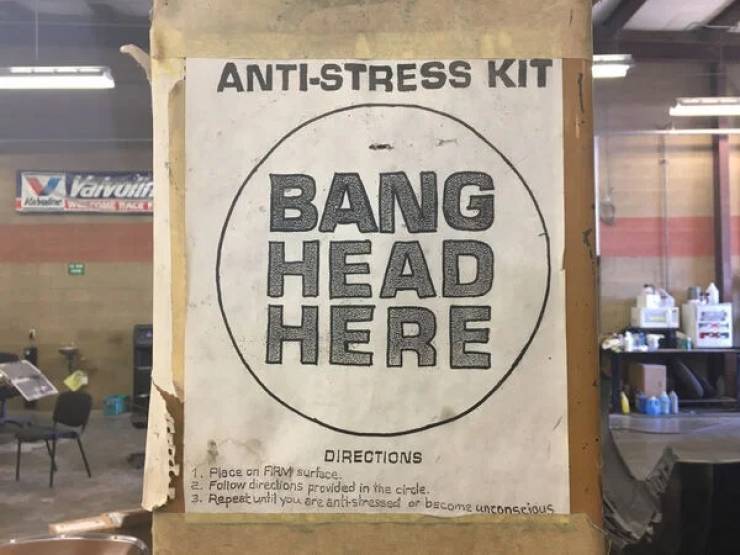 ANTI-STRESS KIT
BANG
HEAD
HERE
DIRECTIONS
1. Place on FIRM surface.
2. Follow directions provided in the circle.
3. Repeat until you are anti-stressed or become unconscious
Valvolin
Valvoline